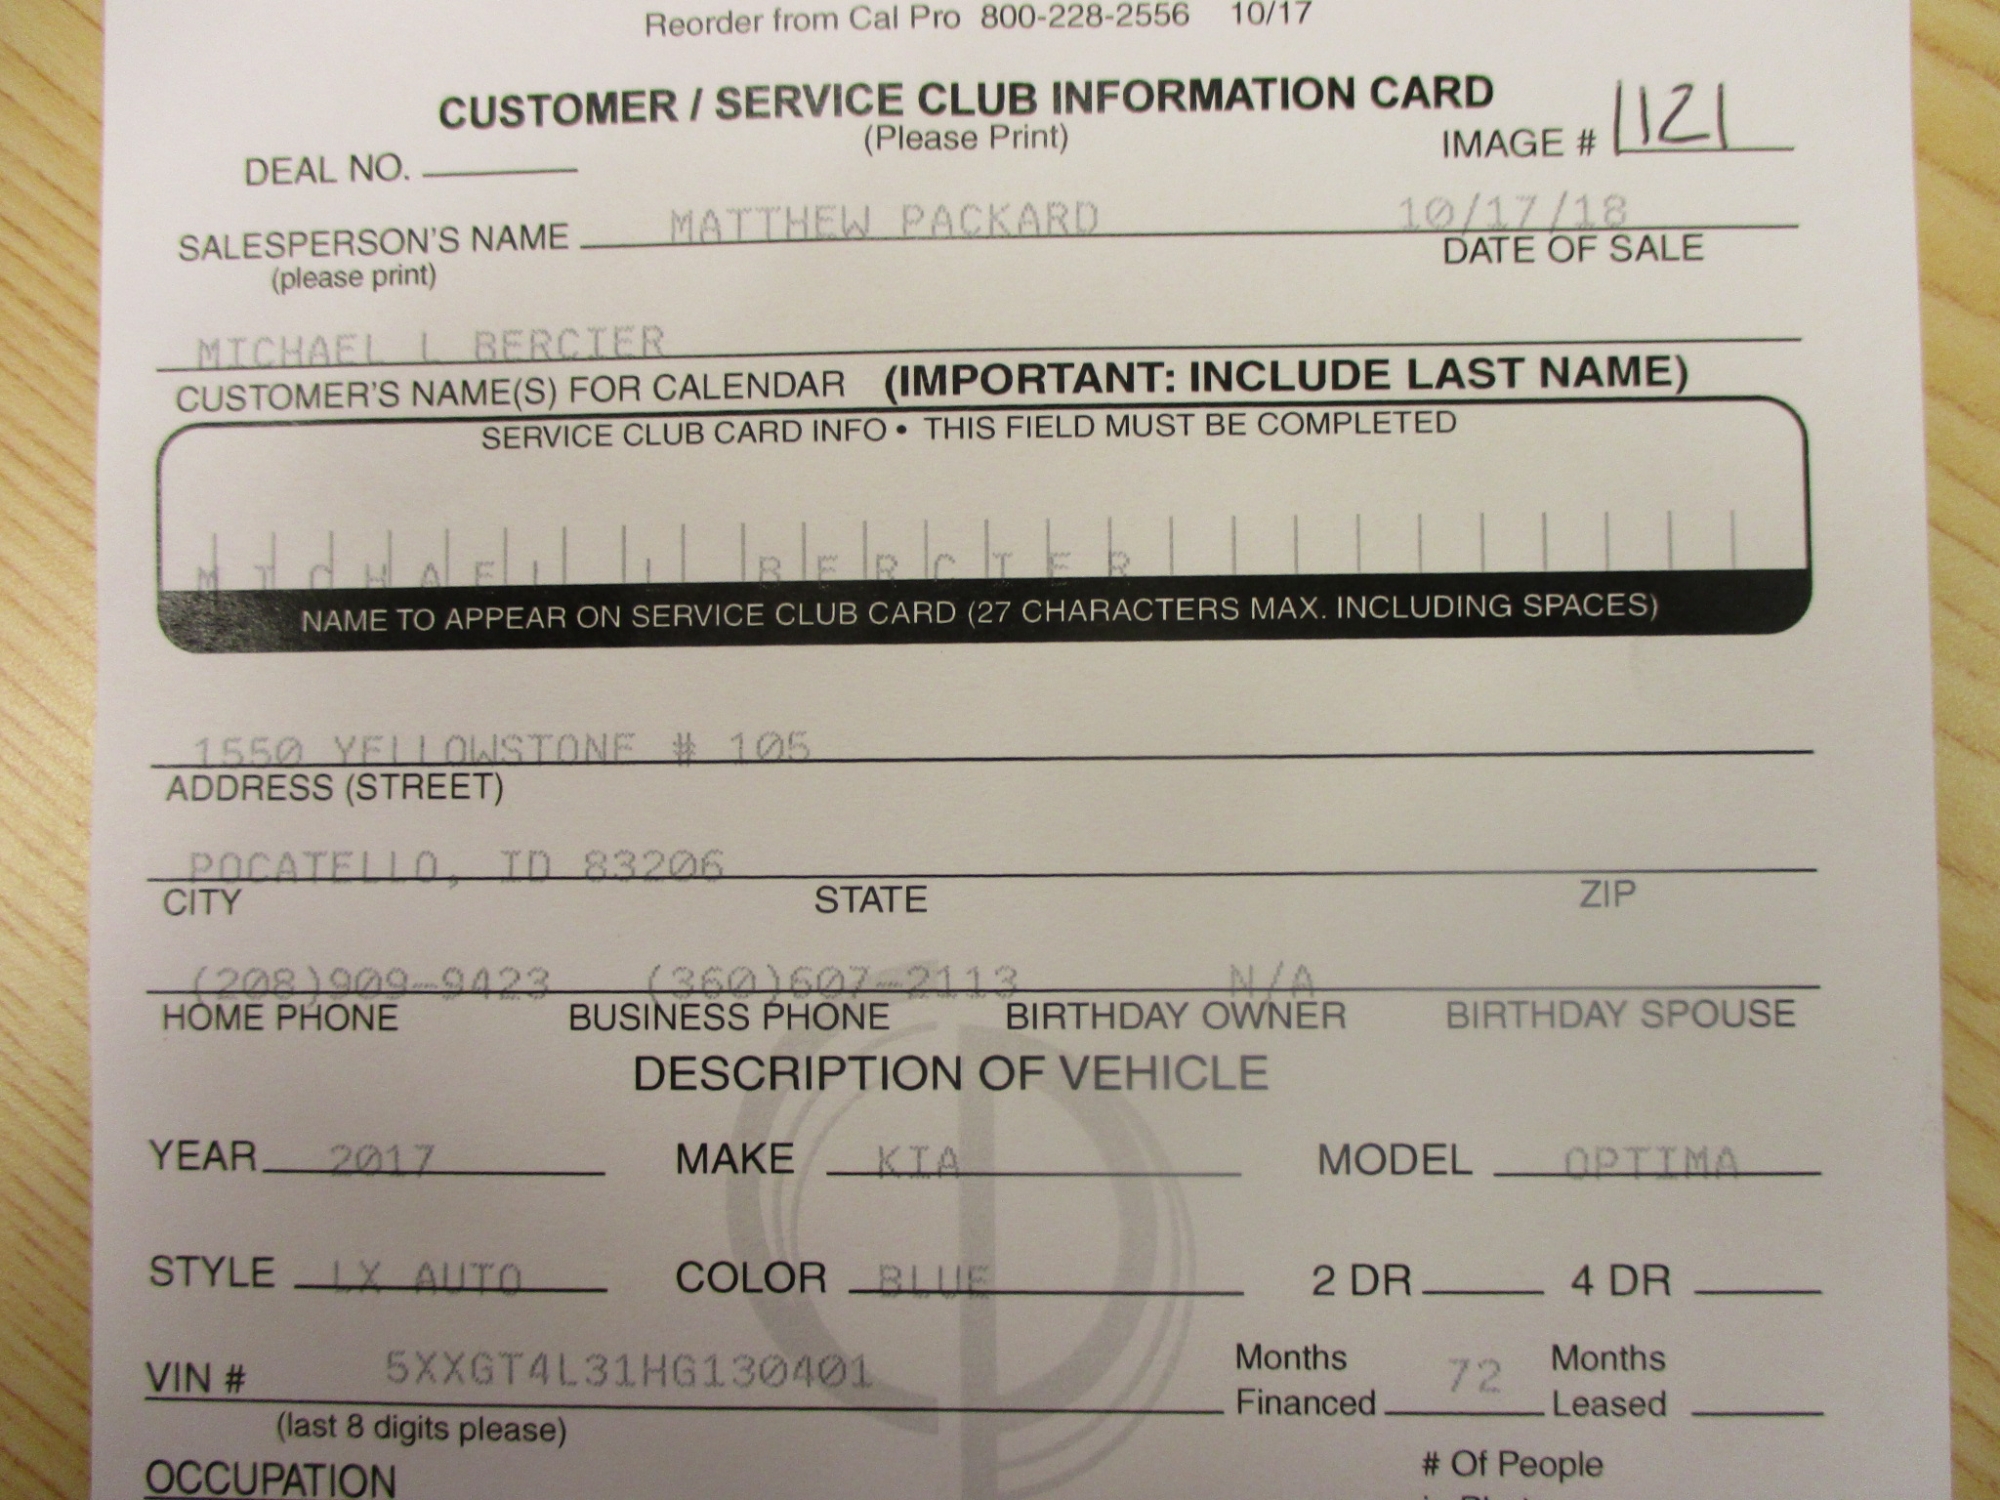 Reorder from Cal Pro 800-228-2556 10/17
CUSTOMER / SERVICE CLUB INFORMATION CARD
(Please Print)
IMAGE # 1121
DEAL NO.
SALESPERSON'S NAME MATTHEW PACKARD 10/17/18
(please print) DATE OF SALE
MICHAEL L BERCIER
CUSTOMER'S NAME(S) FOR CALENDAR (IMPORTANT: INCLUDE LAST NAME)
SERVICE CLUB CARD INFO • THIS FIELD MUST BE COMPLETED
MICHAEL L BERCIER
NAME TO APPEAR ON SERVICE CLUB CARD (27 CHARACTERS MAX. INCLUDING SPACES)
1550 YELLOWSTONE # 105
ADDRESS (STREET)
POCATELLO, ID 83206
CITY STATE ZIP
(208)909-9423 (360)607-2113 N/A
HOME PHONE BUSINESS PHONE BIRTHDAY OWNER BIRTHDAY SPOUSE
DESCRIPTION OF VEHICLE
YEAR 2017 MAKE KIA MODEL OPTIMA
STYLE LX AUTO COLOR BLUE 2 DR 4 DR
VIN # 5XXGT4L31HG130401 Months Financed 72 Months Leased
(last 8 digits please)
OCCUPATION # Of People